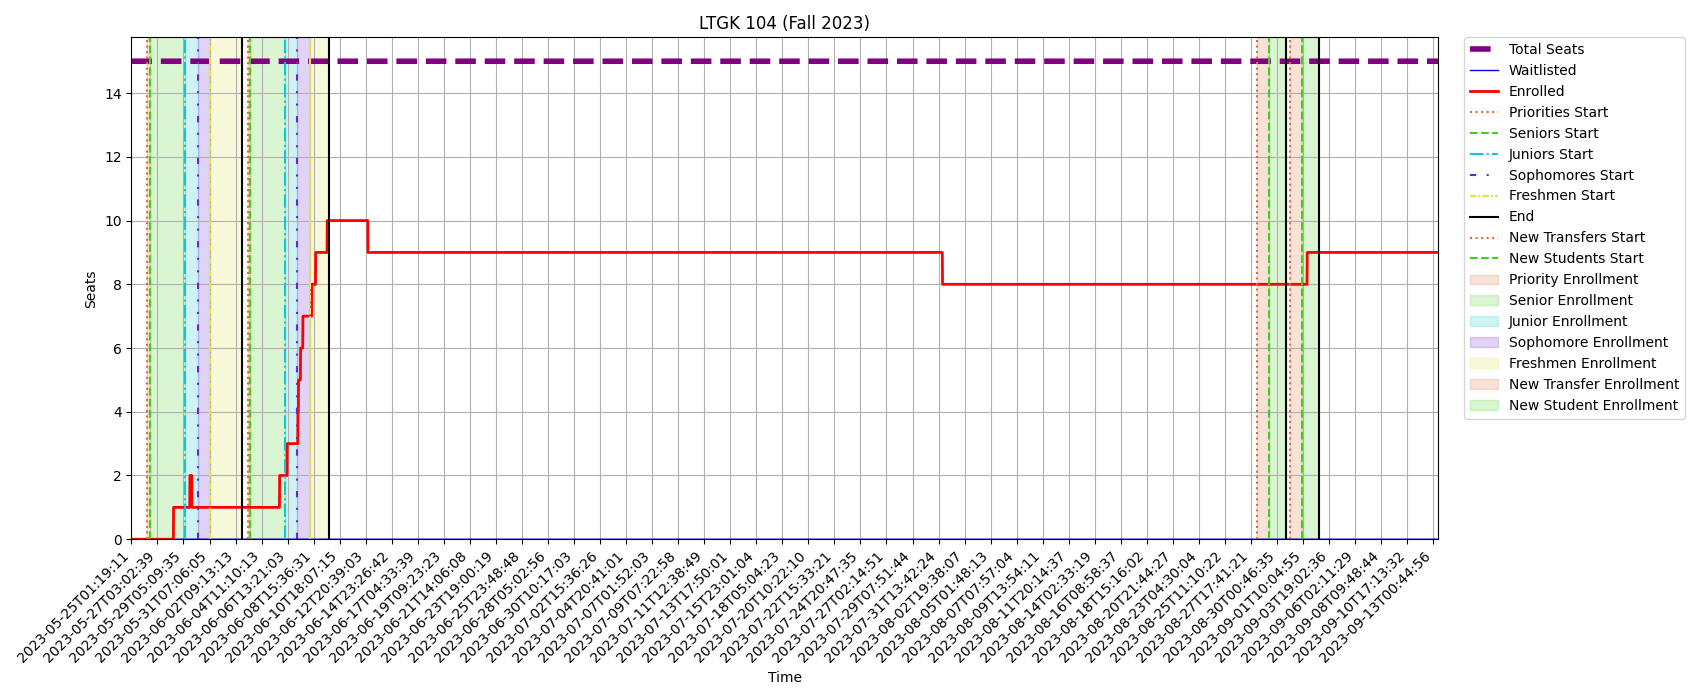 LTGK 104 (Fall 2023)
Seats
14
12
10
8
6
4
2
0
2023-05-25T01:19:11
2023-05-27T03:02:39
2023-05-29T05:09:35
2023-05-31T07:06:05
2023-06-02T09:13:13
2023-06-04T11:10:13
2023-06-06T13:21:03
2023-06-08T15:36:31
2023-06-10T18:07:15
2023-06-12T20:39:03
2023-06-14T23:26:42
2023-06-17T04:33:39
2023-06-19T09:23:23
2023-06-21T14:06:08
2023-06-23T19:00:19
2023-06-25T23:48:48
2023-06-28T05:02:56
2023-06-30T10:17:03
2023-07-02T15:36:26
2023-07-04T20:41:01
2023-07-07T01:52:03
2023-07-09T07:22:58
2023-07-11T12:38:49
2023-07-13T17:50:01
2023-07-15T23:01:04
2023-07-18T05:04:23
2023-07-20T10:22:10
2023-07-22T15:33:21
2023-07-24T20:47:35
2023-07-27T02:14:51
2023-07-29T07:51:44
2023-07-31T13:42:24
2023-08-02T19:38:07
2023-08-05T01:48:13
2023-08-07T07:57:04
2023-08-09T13:54:11
2023-08-11T20:14:37
2023-08-14T02:33:19
2023-08-16T08:58:37
2023-08-18T15:16:02
2023-08-20T21:44:27
2023-08-23T04:30:04
2023-08-25T11:10:22
2023-08-27T17:41:21
2023-08-30T00:46:35
2023-09-01T10:04:55
2023-09-03T19:02:36
2023-09-06T02:11:29
2023-09-08T09:48:44
2023-09-10T17:13:32
2023-09-13T00:44:56
Time
Total Seats
Waitlisted
Enrolled
Priorities Start
Seniors Start
Juniors Start
Sophomores Start
Freshmen Start
End
New Transfers Start
New Students Start
Priority Enrollment
Senior Enrollment
Junior Enrollment
Sophomore Enrollment
Freshmen Enrollment
New Transfer Enrollment
New Student Enrollment